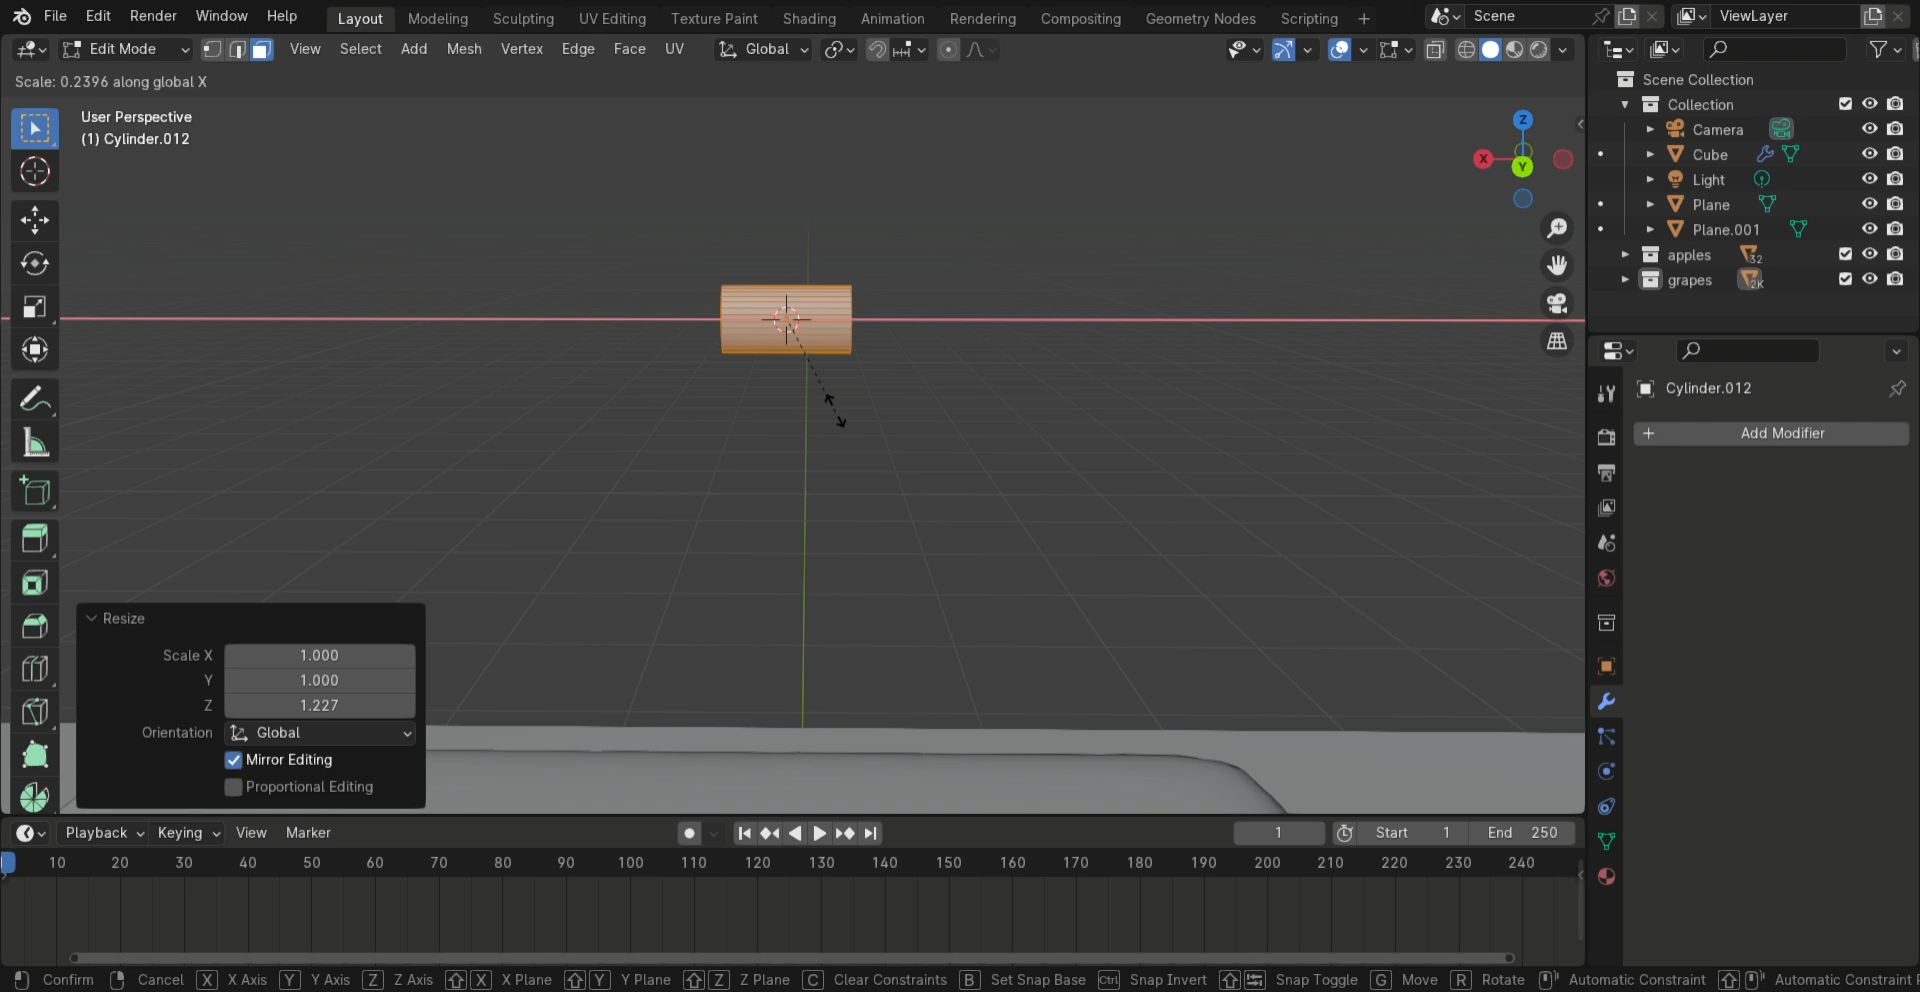 File Edit Render Window Help Layout Modeling Sculpting UV Editing Texture Paint Shading Animation Rendering Compositing Geometry Nodes Scripting + Scene ViewLayer
Edit Mode View Select Add Mesh Vertex Edge Face UV Global
Scale: 0.2396 along global X
User Perspective
(1) Cylinder.012
Z
X
Y
Scene Collection
Collection
Camera
Cube
Light
Plane
Plane.001
apples 32
grapes 2K
Cylinder.012
+ Add Modifier
Resize
Scale X 1.000
Y 1.000
Z 1.227
Orientation Global
Mirror Editing
Proportional Editing
Playback Keying View Marker 1 Start 1 End 250
10 20 30 40 50 60 70 80 90 100 110 120 130 140 150 160 170 180 190 200 210 220 230 240
Confirm Cancel X X Axis Y Y Axis Z Z Axis X X Plane Y Y Plane Z Z Plane C Clear Constraints B Set Snap Base Ctrl Snap Invert Snap Toggle G Move R Rotate Automatic Constraint Automatic Constraint